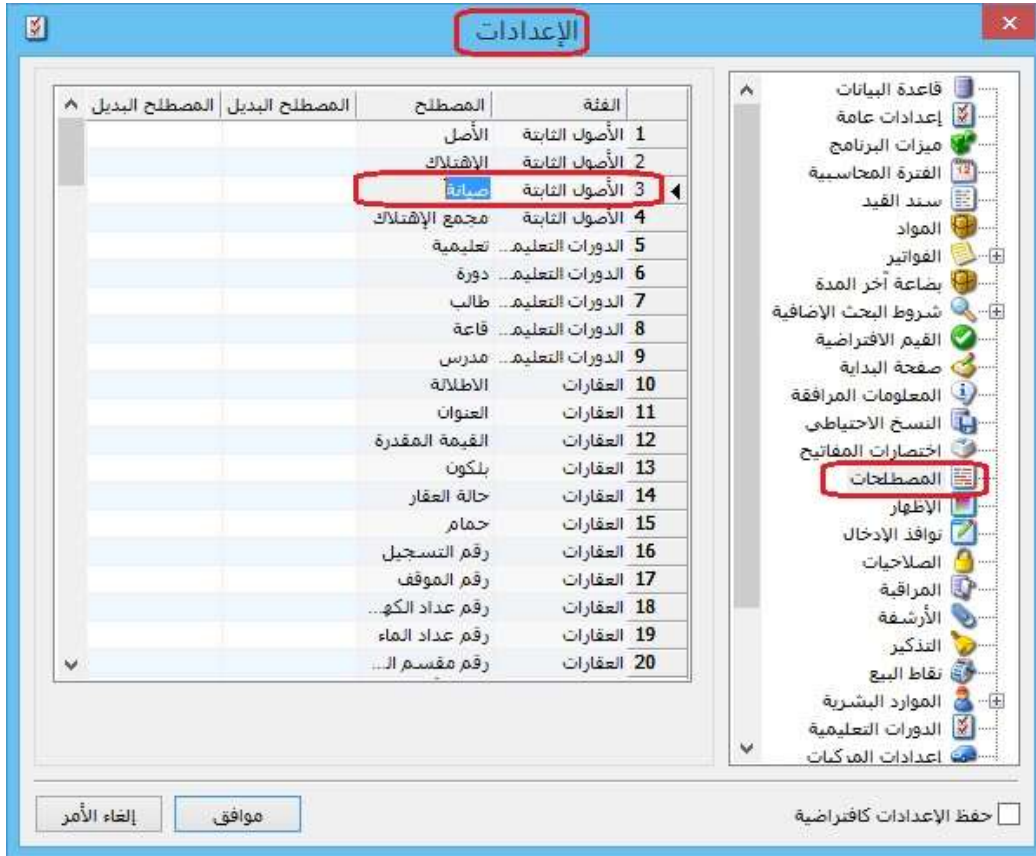 الإعدادات
قاعدة البيانات
إعدادات عامة
ميزات البرنامج
الفترة المحاسبية
سند القيد
المواد
الفواتير
بضاعة آخر المدة
شروط البحث الإضافية
القيم الافتراضية
صفحة البداية
المعلومات المرافقة
النسخ الاحتياطي
اختصارات المفاتيح
المصطلحات
الإظهار
توافذ الإدخال
الصلاحيات
المراقبة
الأرشفة
التذكير
نقاط البيع
الموارد البشرية
الدورات التعليمية
إعدادات المركبات
الفئة المصطلح المصطلح البديل المصطلح البديل
1 الأصول الثابتة الأصل
2 الأصول الثابتة الإهتلاك
3 الأصول الثابتة صيانة
4 الأصول الثابتة مجمع الإهتلاك
5 الدورات التعليم... تعليمية
6 الدورات التعليم... دورة
7 الدورات التعليم... طالب
8 الدورات التعليم... قاعة
9 الدورات التعليم... مدرس
10 العقارات الاطلالة
11 العقارات العنوان
12 العقارات القيمة المقدرة
13 العقارات بلكون
14 العقارات حالة العقار
15 العقارات حمام
16 العقارات رقم التسجيل
17 العقارات رقم الموقف
18 العقارات رقم عداد الكه...
19 العقارات رقم عداد الماء
20 العقارات رقم مقسم الـ...
حفظ الإعدادات كافتراضية
موافق
إلغاء الأمر